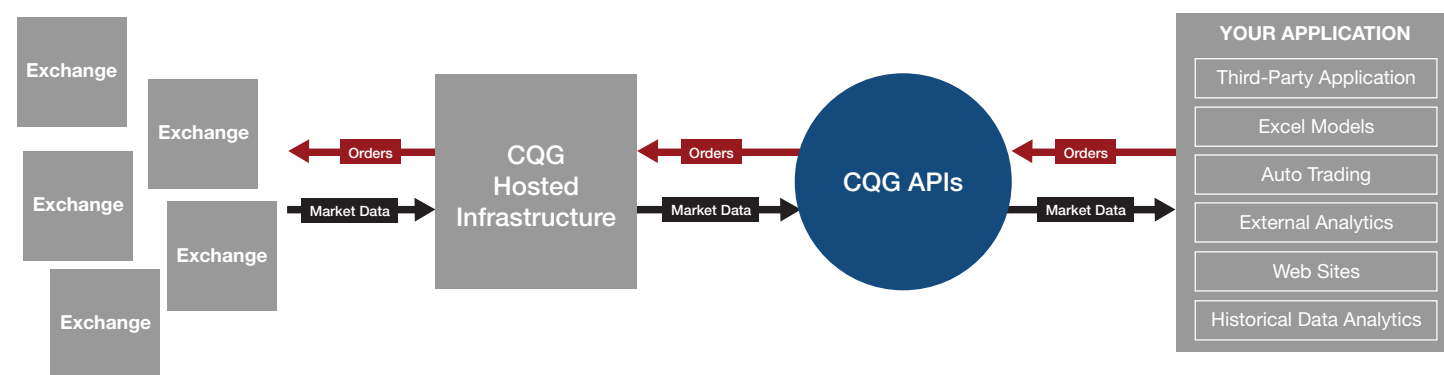 Exchange
Exchange
Exchange
Exchange
Exchange
Orders
Market Data
CQG
Hosted
Infrastructure
Orders
Market Data
CQG APIs
Orders
Market Data
YOUR APPLICATION
Third-Party Application
Excel Models
Auto Trading
External Analytics
Web Sites
Historical Data Analytics